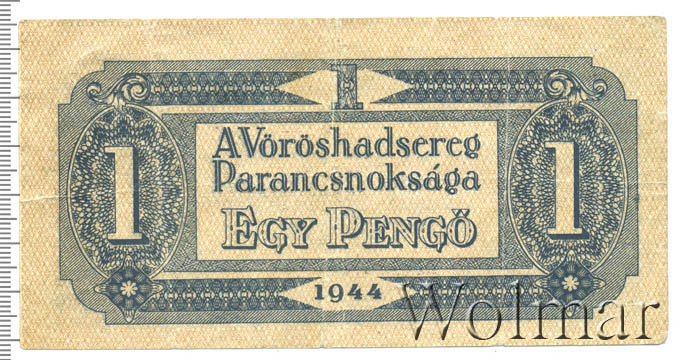 1
A Vöröshadsereg
1 Parancsnoksága 1
EGY PENGŐ
1944
Wolmar